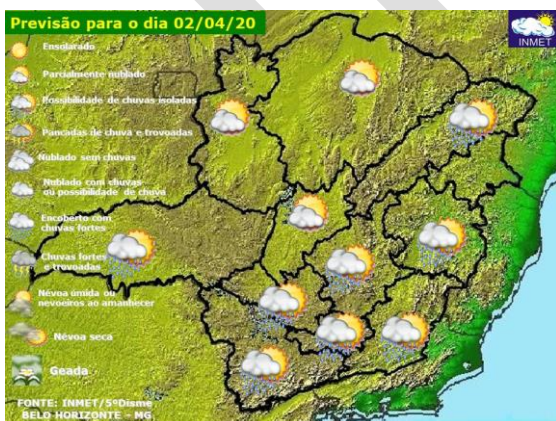 Previsão para o dia 02/04/20
INMET
Ensolarado
Parcialmente nublado
Possibilidade de chuvas isoladas
Pancadas de chuva e trovoadas
Nublado sem chuvas
Nublado com chuvas
ou possibilidade de chuva
Encoberto com
chuvas fortes
Chuvas fortes
e trovoadas
Névoa úmida ou
nevoeiros ao amanhecer
Névoa seca
Geada
FONTE: INMET/5ºDisme
BELO HORIZONTE - MG